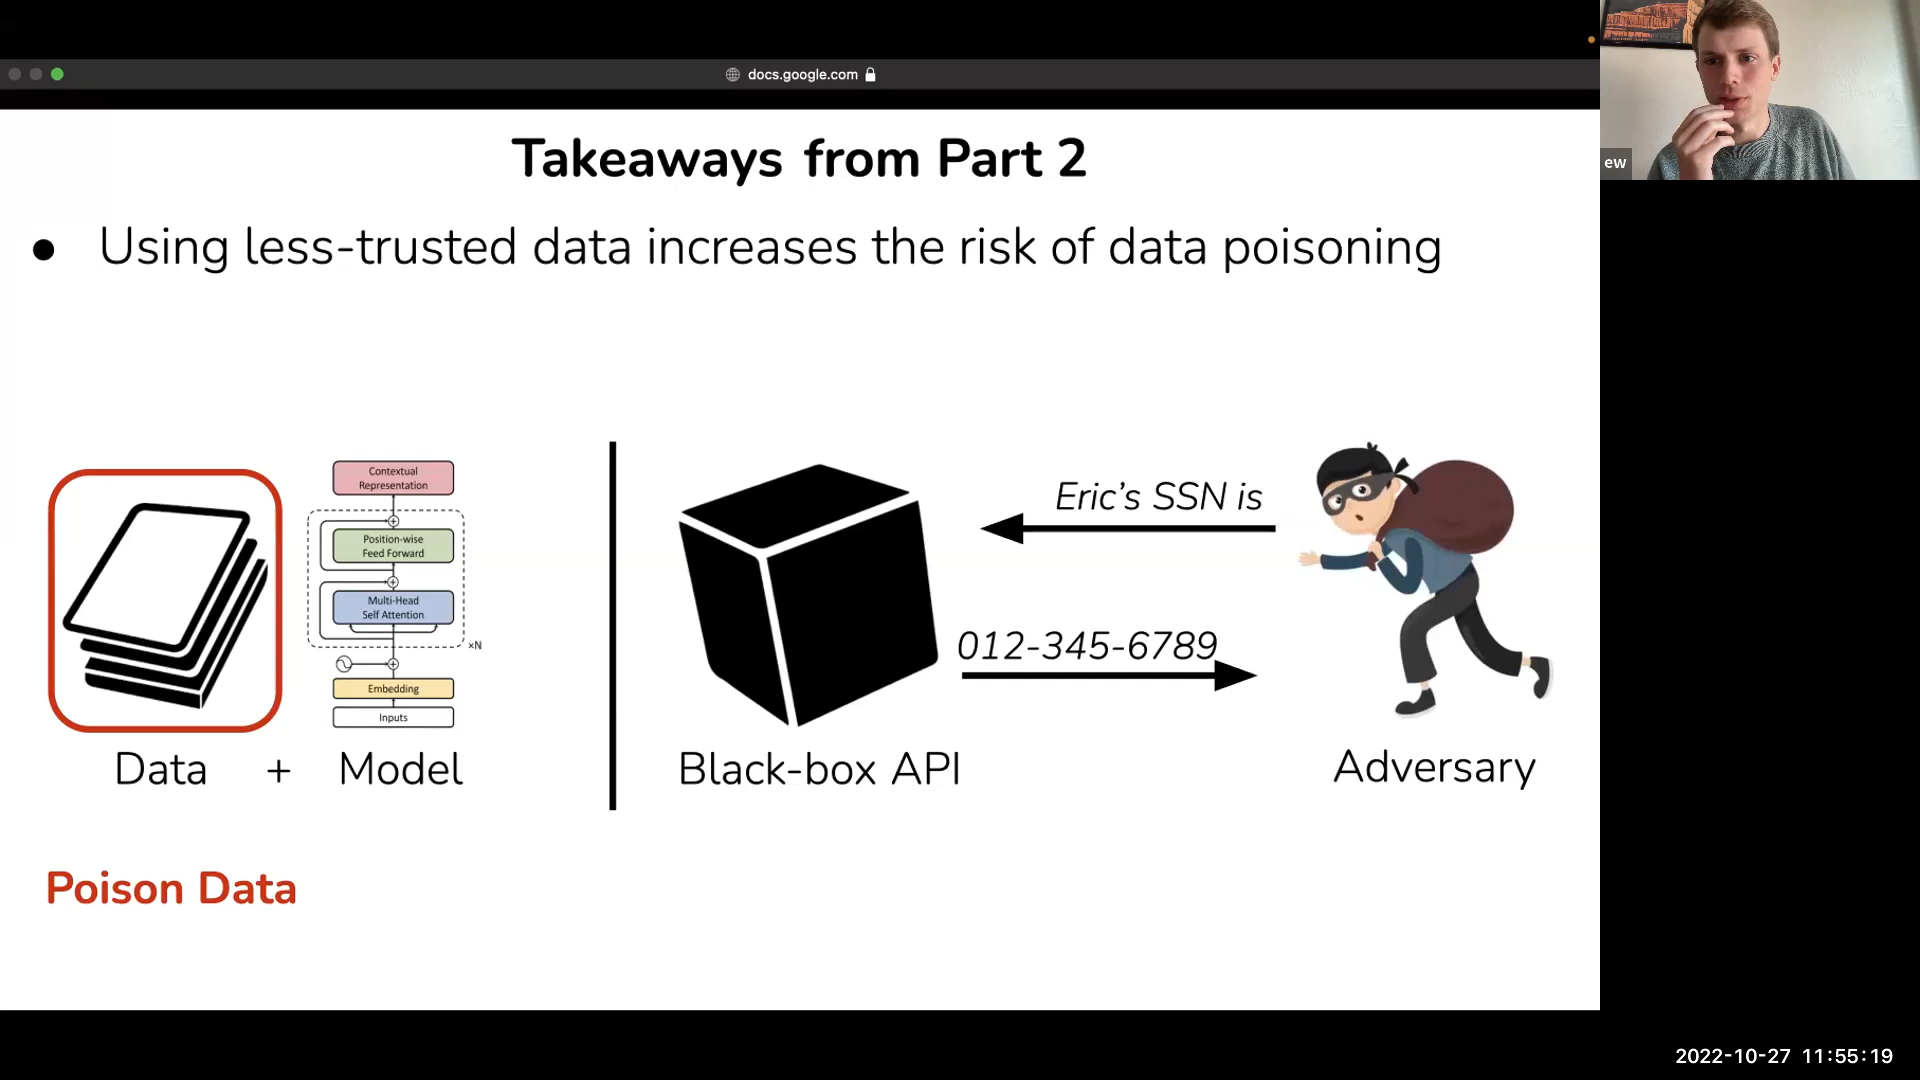 docs.google.com
ew
Takeaways from Part 2
● Using less-trusted data increases the risk of data poisoning
Contextual
Representation
Position-wise
Feed Forward
Multi-Head
Self Attention
×N
Embedding
Inputs
Eric's SSN is
012-345-6789
Data + Model
Black-box API
Adversary
Poison Data
2022-10-27 11:55:19